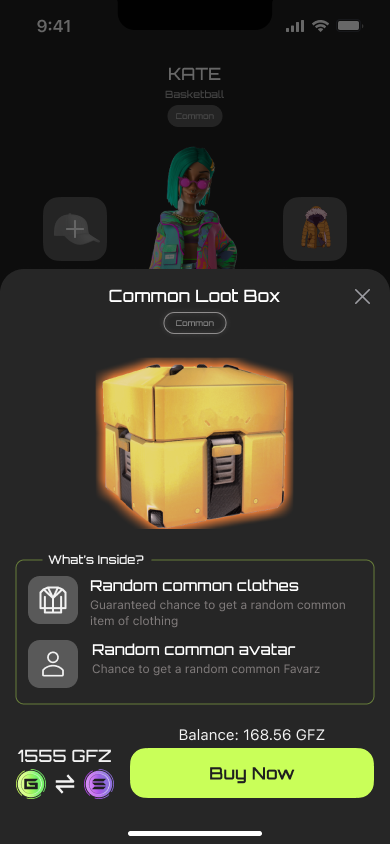 9:41
KATE
Basketball
Common
Common Loot Box
Common
What's Inside?
Random common clothes
Guaranteed chance to get a random common
item of clothing
Random common avatar
Chance to get a random common Favarz
Balance: 168.56 GFZ
1555 GFZ
G
S
Buy Now